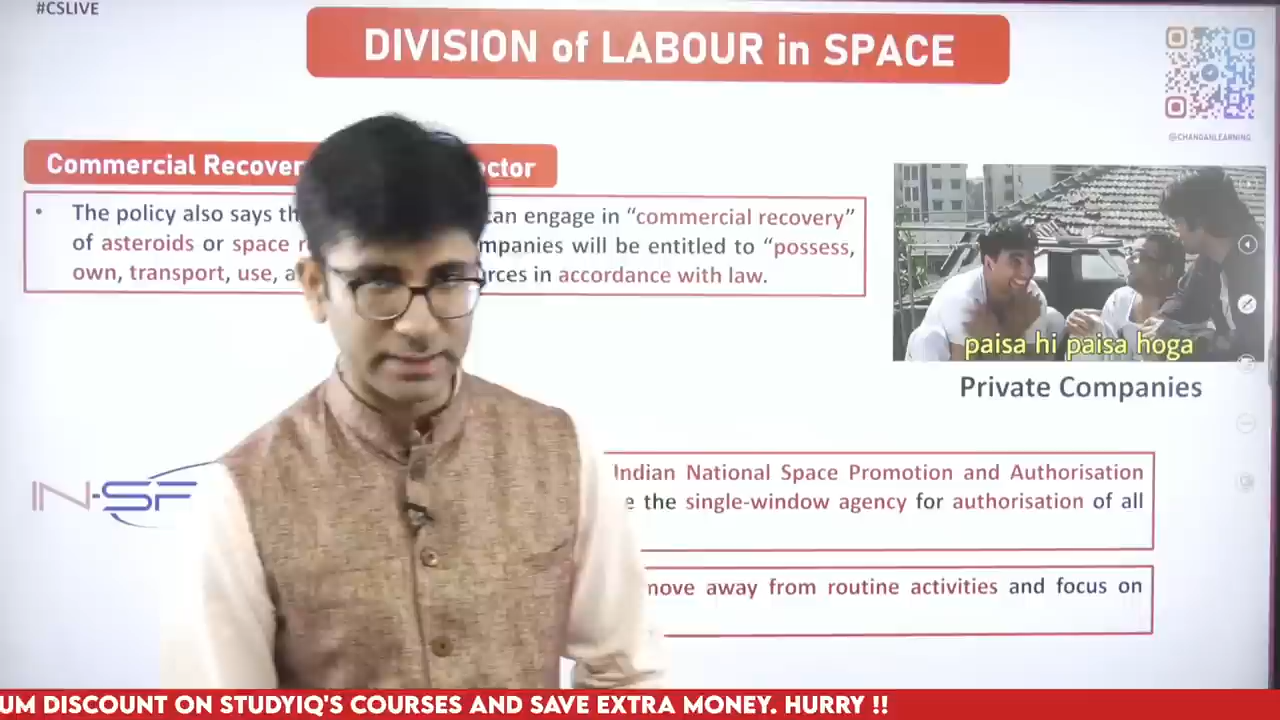 #CSLIVE
DIVISION of LABOUR in SPACE
@CHANDANLEARNING
Commercial Recover ctor
• The policy also says th can engage in “commercial recovery”
of asteroids or space r mpanies will be entitled to “possess,
own, transport, use, a urces in accordance with law.
paisa hi paisa hoga
Private Companies
IN-SF
Indian National Space Promotion and Authorisation
e the single-window agency for authorisation of all
move away from routine activities and focus on
UM DISCOUNT ON STUDYIQ'S COURSES AND SAVE EXTRA MONEY. HURRY !!